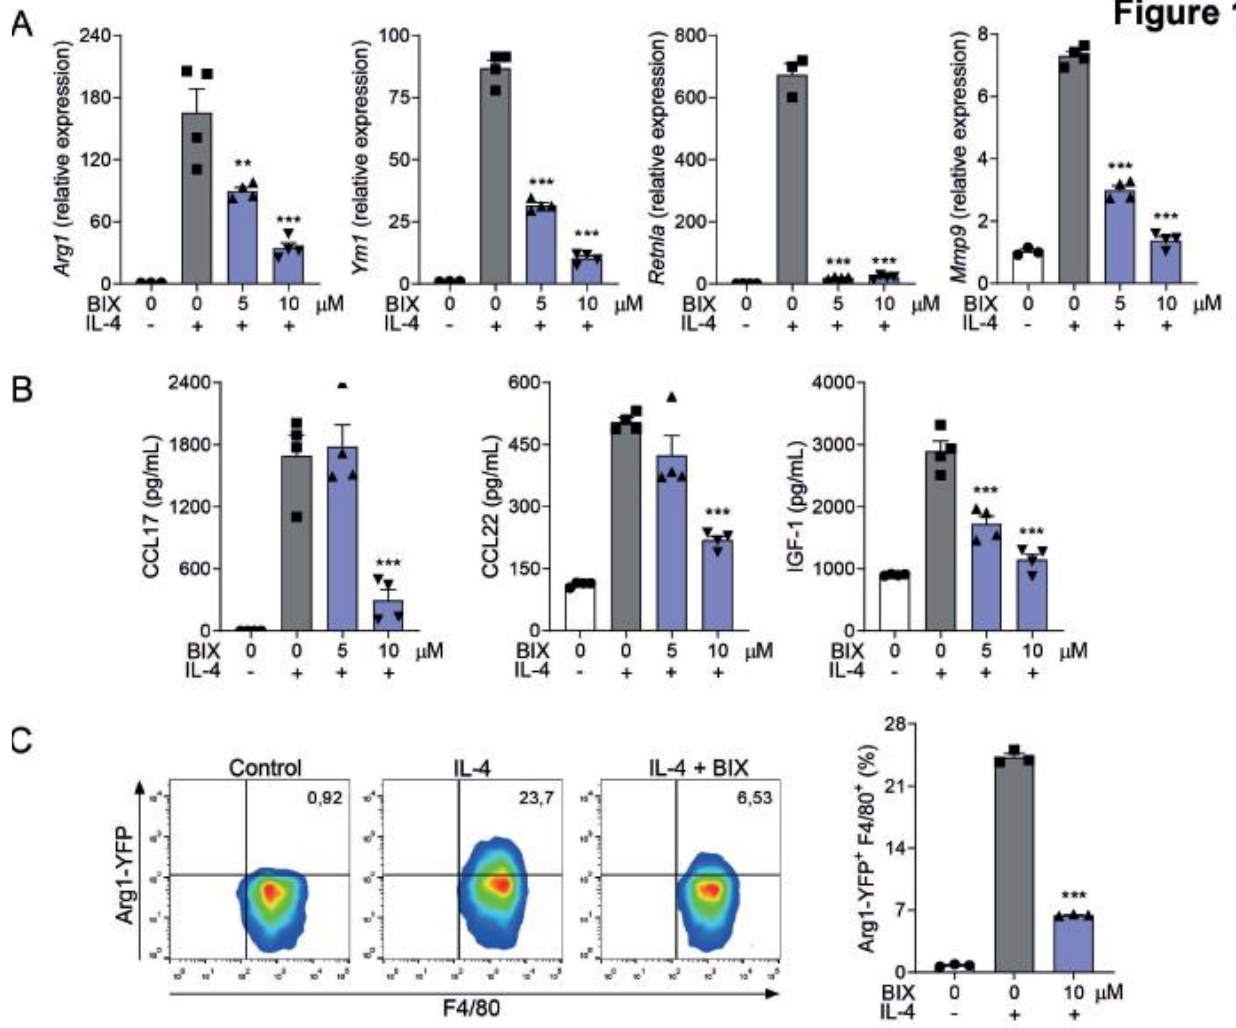 Figure 1
A
Arg1 (relative expression)
240
180
120
60
0
**
***
BIX 0 0 5 10 μM
IL-4 - + + +
Ym1 (relative expression)
100
75
50
25
0
***
***
BIX 0 0 5 10 μM
IL-4 - + + +
Retnla (relative expression)
800
600
400
200
0
***
***
BIX 0 0 5 10 μM
IL-4 - + + +
Mmp9 (relative expression)
8
6
4
2
0
***
***
BIX 0 0 5 10 μM
IL-4 - + + +
B
CCL17 (pg/mL)
2400
1800
1200
600
0
***
BIX 0 0 5 10 μM
IL-4 - + + +
CCL22 (pg/mL)
600
450
300
150
0
***
BIX 0 0 5 10 μM
IL-4 - + + +
IGF-1 (pg/mL)
4000
3000
2000
1000
0
***
***
BIX 0 0 5 10 μM
IL-4 - + + +
C
Control
0,92
IL-4
23,7
IL-4 + BIX
6,53
Arg1-YFP
F4/80
Arg1-YFP+ F4/80+ (%)
28
21
14
7
0
***
BIX 0 0 10 μM
IL-4 - + +